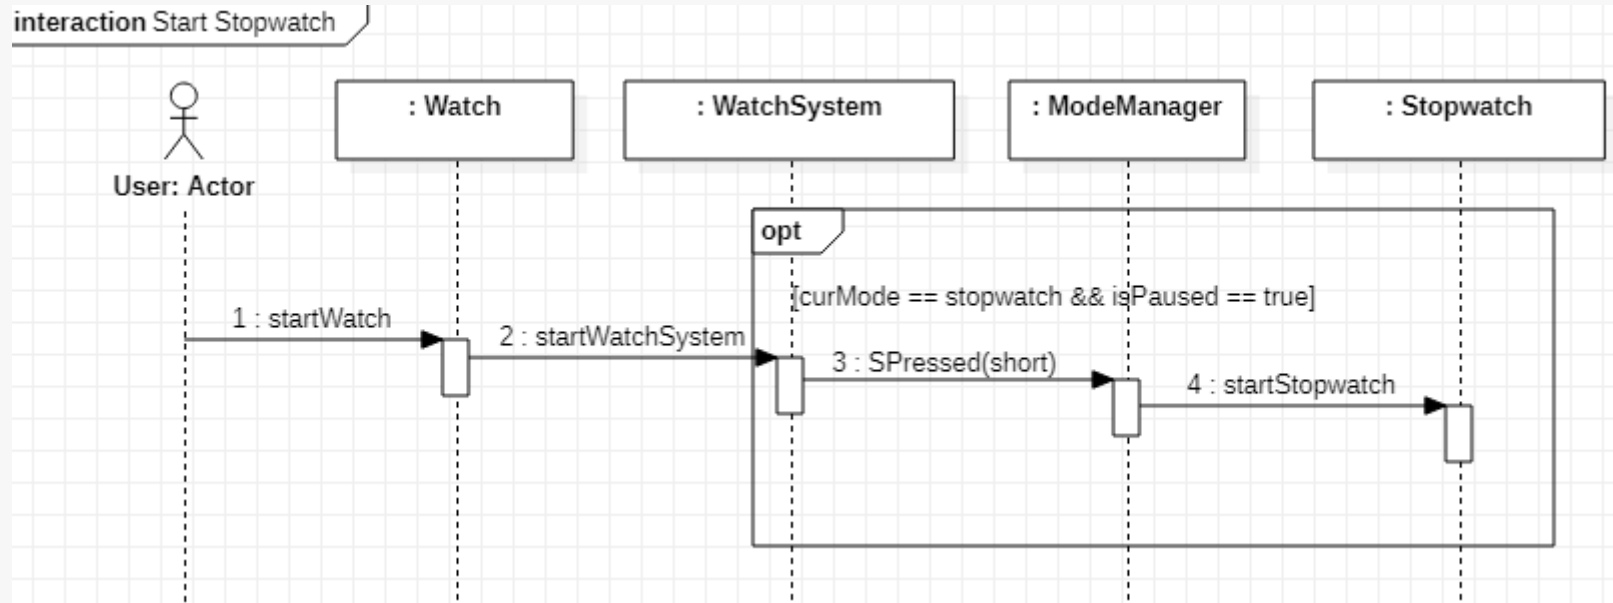 interaction Start Stopwatch
: Watch
: WatchSystem
: ModeManager
: Stopwatch
User: Actor
opt
[curMode == stopwatch && isPaused == true]
1 : startWatch
2 : startWatchSystem
3 : SPressed(short)
4 : startStopwatch